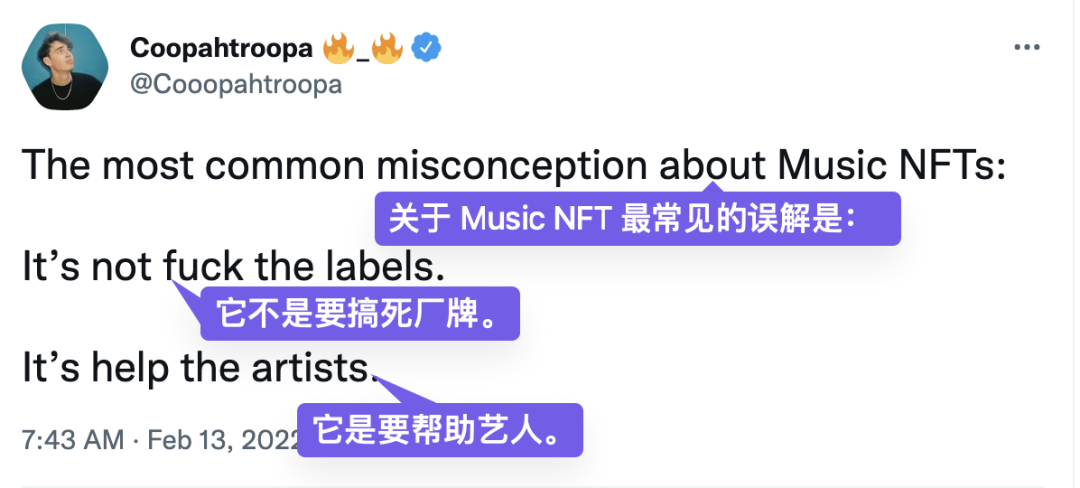 Coopahtroopa 🔥_🔥
@Cooopahtroopa
The most common misconception about Music NFTs:
关于 Music NFT 最常见的误解是：
It’s not fuck the labels.
它不是要搞死厂牌。
It’s help the artists.
它是要帮助艺人。
7:43 AM · Feb 13, 2022